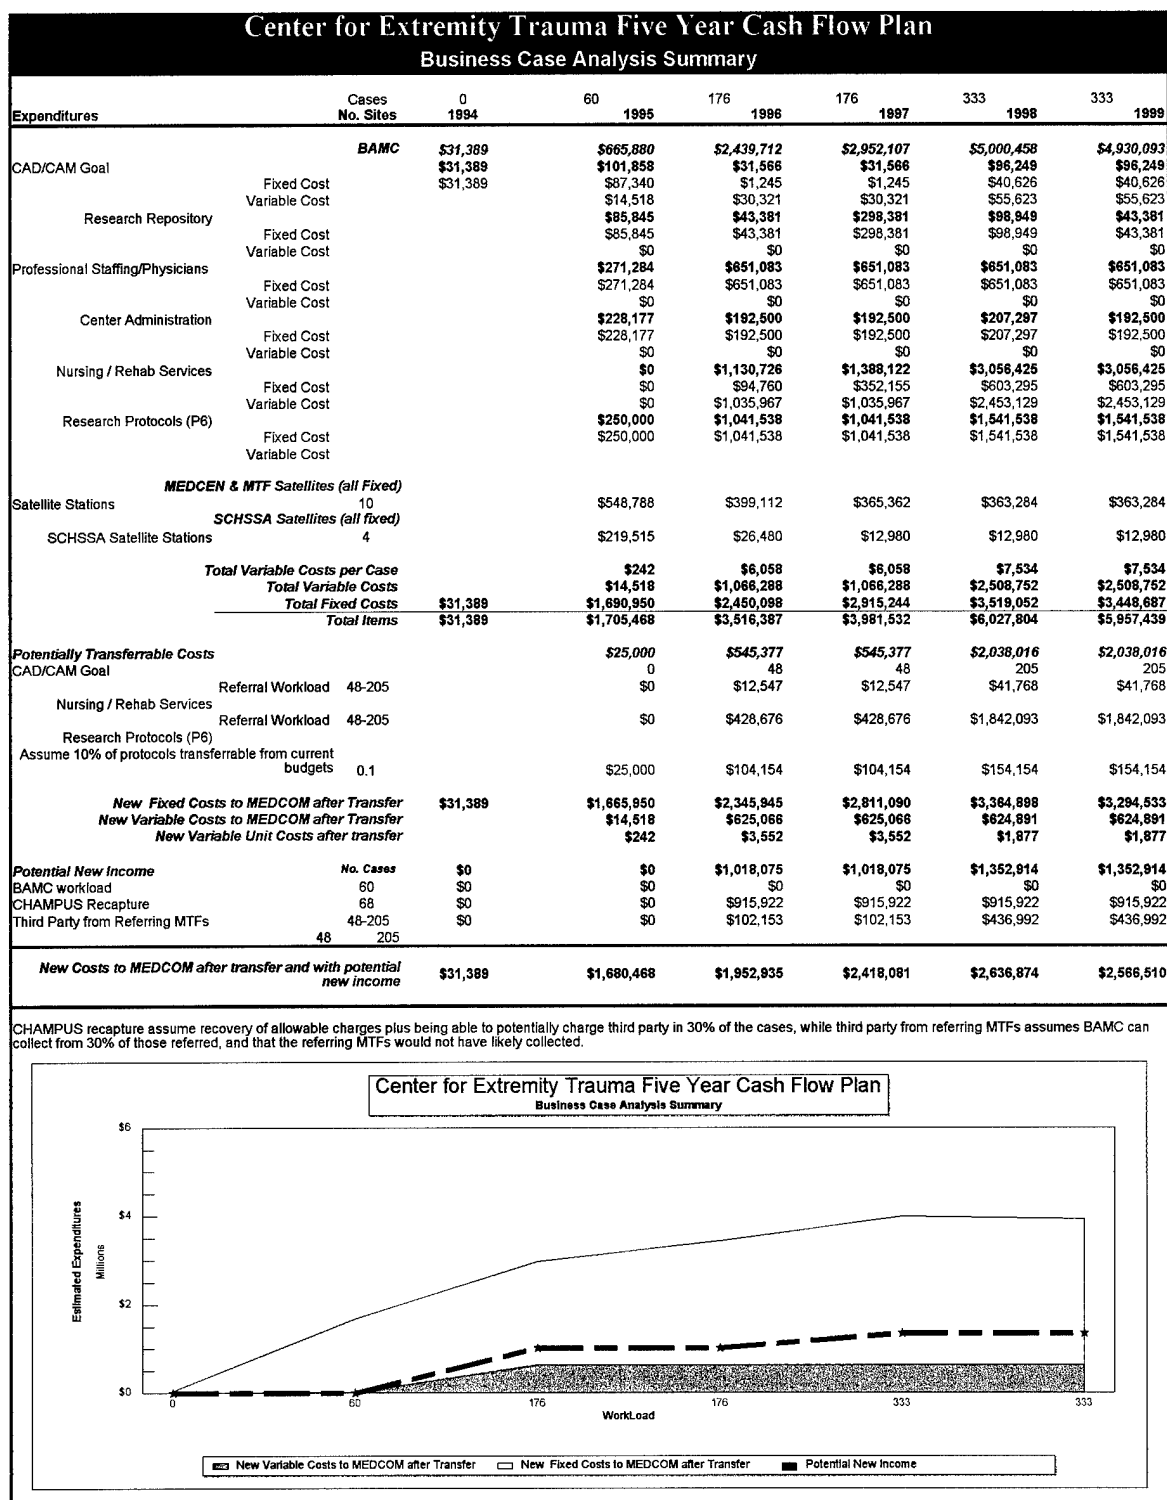 Center for Extremity Trauma Five Year Cash Flow Plan
Business Case Analysis Summary
Cases 0 60 176 176 333 333
Expenditures No. Sites 1994 1995 1996 1997 1998 1999
BAMC $31,389 $665,880 $2,439,712 $2,952,107 $5,000,458 $4,930,093
CAD/CAM Goal $31,389 $101,858 $31,566 $31,566 $96,249 $96,249
Fixed Cost $31,389 $87,340 $1,245 $1,245 $40,626 $40,626
Variable Cost $14,518 $30,321 $30,321 $55,623 $55,623
Research Repository $85,845 $43,381 $298,381 $98,949 $43,381
Fixed Cost $85,845 $43,381 $298,381 $98,949 $43,381
Variable Cost $0 $0 $0 $0 $0
Professional Staffing/Physicians $271,284 $651,083 $651,083 $651,083 $651,083
Fixed Cost $271,284 $651,083 $651,083 $651,083 $651,083
Variable Cost $0 $0 $0 $0 $0
Center Administration $228,177 $192,500 $192,500 $207,297 $192,500
Fixed Cost $228,177 $192,500 $192,500 $207,297 $192,500
Variable Cost $0 $0 $0 $0 $0
Nursing / Rehab Services $0 $1,130,726 $1,388,122 $3,056,425 $3,056,425
Fixed Cost $0 $94,760 $352,155 $603,295 $603,295
Variable Cost $0 $1,035,967 $1,035,967 $2,453,129 $2,453,129
Research Protocols (P6) $250,000 $1,041,538 $1,041,538 $1,541,538 $1,541,538
Fixed Cost $250,000 $1,041,538 $1,041,538 $1,541,538 $1,541,538
Variable Cost
MEDCEN & MTF Satellites (all Fixed)
Satellite Stations 10 $548,788 $399,112 $365,362 $363,284 $363,284
SCHSSA Satellites (all fixed)
SCHSSA Satellite Stations 4 $219,515 $26,480 $12,980 $12,980 $12,980
Total Variable Costs per Case $242 $6,058 $6,058 $7,534 $7,534
Total Variable Costs $14,518 $1,066,288 $1,066,288 $2,508,752 $2,508,752
Total Fixed Costs $31,389 $1,690,950 $2,450,098 $2,915,244 $3,519,052 $3,448,687
Total Items $31,389 $1,705,468 $3,516,387 $3,981,532 $6,027,804 $5,957,439
Potentially Transferrable Costs $25,000 $545,377 $545,377 $2,038,016 $2,038,016
CAD/CAM Goal 0 48 48 205 205
Referral Workload 48-205 $0 $12,547 $12,547 $41,768 $41,768
Nursing / Rehab Services
Referral Workload 48-205 $0 $428,676 $428,676 $1,842,093 $1,842,093
Research Protocols (P6)
Assume 10% of protocols transferrable from current
budgets 0.1 $25,000 $104,154 $104,154 $154,154 $154,154
New Fixed Costs to MEDCOM after Transfer $31,389 $1,665,950 $2,345,945 $2,811,090 $3,364,898 $3,294,533
New Variable Costs to MEDCOM after Transfer $14,518 $625,066 $625,066 $624,891 $624,891
New Variable Unit Costs after transfer $242 $3,552 $3,552 $1,877 $1,877
Potential New Income No. Cases $0 $0 $1,018,075 $1,018,075 $1,352,914 $1,352,914
BAMC workload 60 $0 $0 $0 $0 $0 $0
CHAMPUS Recapture 68 $0 $0 $915,922 $915,922 $915,922 $915,922
Third Party from Referring MTFs 48-205 $0 $0 $102,153 $102,153 $436,992 $436,992
48 205
New Costs to MEDCOM after transfer and with potential
new income $31,389 $1,680,468 $1,952,935 $2,418,081 $2,636,874 $2,566,510
CHAMPUS recapture assume recovery of allowable charges plus being able to potentially charge third party in 30% of the cases, while third party from referring MTFs assumes BAMC can
collect from 30% of those referred, and that the referring MTFs would not have likely collected.
Center for Extremity Trauma Five Year Cash Flow Plan
Business Case Analysis Summary
$6
$4
$2
$0
Estimated Expenditures
Millions
0 60 176 176 333 333
WorkLoad
New Variable Costs to MEDCOM after Transfer New Fixed Costs to MEDCOM after Transfer Potential New Income